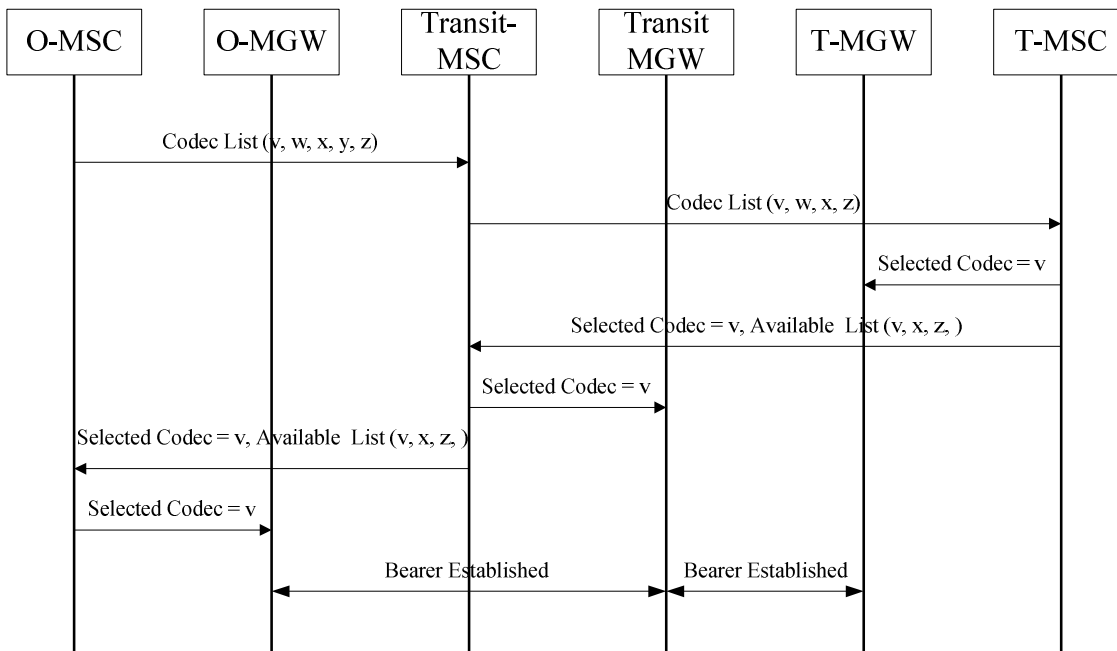 O-MSC
O-MGW
Transit-
MSC
Transit
MGW
T-MGW
T-MSC
Codec List (v, w, x, y, z)
Codec List (v, w, x, z)
Selected Codec = v
Selected Codec = v, Available List (v, x, z, )
Selected Codec = v
Selected Codec = v, Available List (v, x, z, )
Selected Codec = v
Bearer Established
Bearer Established